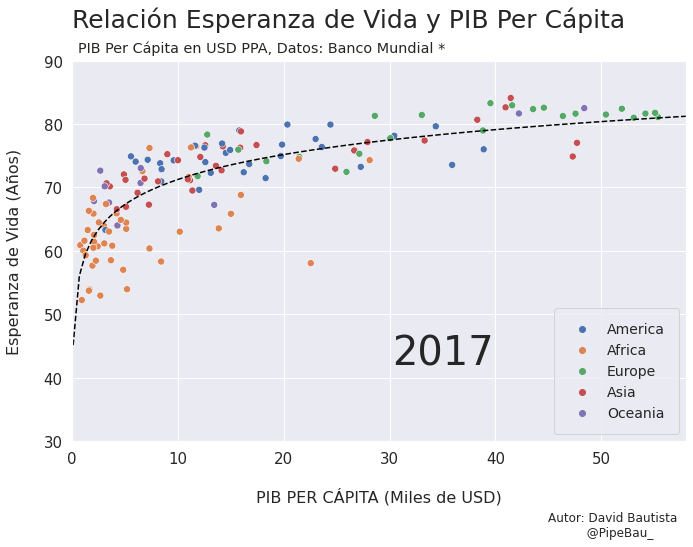 Relación Esperanza de Vida y PIB Per Cápita
PIB Per Cápita en USD PPA, Datos: Banco Mundial *
90
80
70
60
50
40
30
Esperanza de Vida (Años)
2017
America
Africa
Europe
Asia
Oceania
0 10 20 30 40 50
PIB PER CÁPITA (Miles de USD)
Autor: David Bautista
@PipeBau_